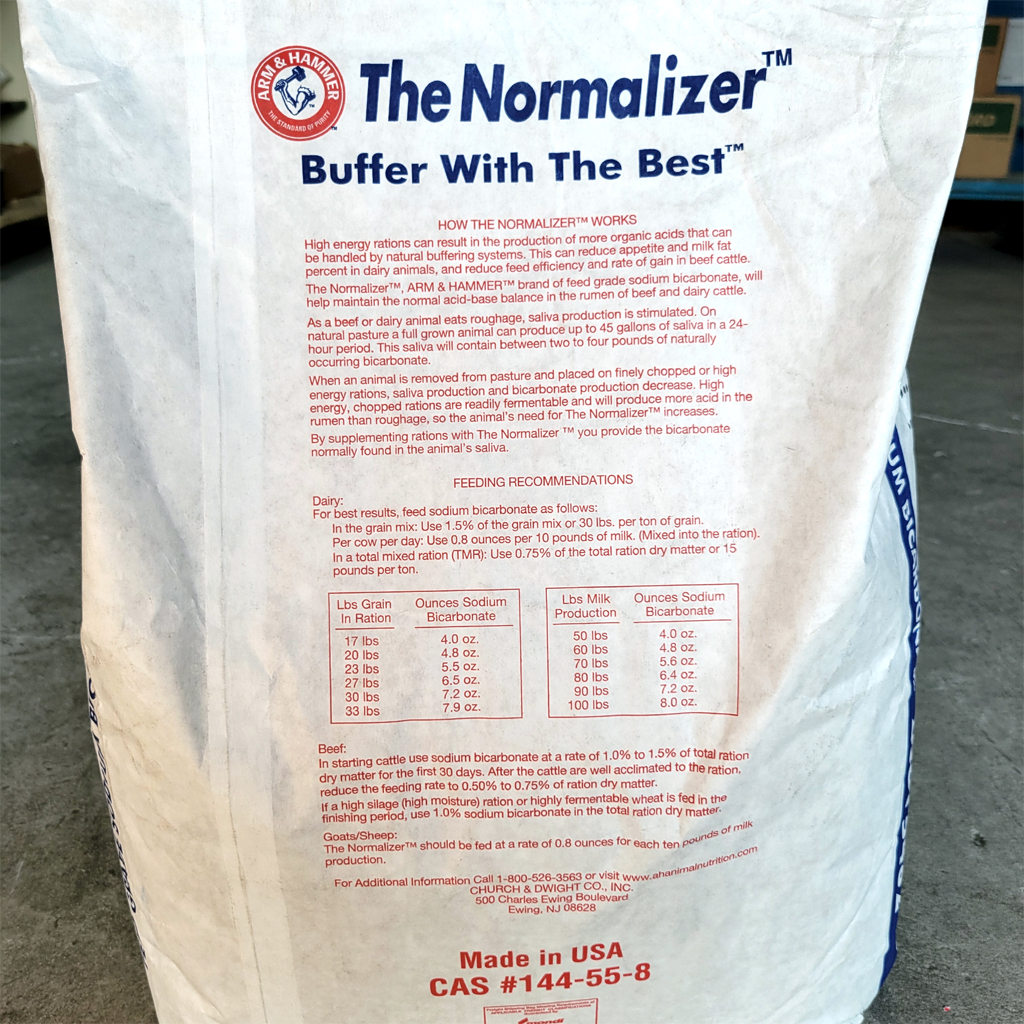 ARM & HAMMER
THE STANDARD OF PURITY
The Normalizer™
Buffer With The Best™
HOW THE NORMALIZER™ WORKS
High energy rations can result in the production of more organic acids that can
be handled by natural buffering systems. This can reduce appetite and milk fat
percent in dairy animals, and reduce feed efficiency and rate of gain in beef cattle.
The Normalizer™, ARM & HAMMER™ brand of feed grade sodium bicarbonate, will
help maintain the normal acid-base balance in the rumen of beef and dairy cattle.
As a beef or dairy animal eats roughage, saliva production is stimulated. On
natural pasture a full grown animal can produce up to 45 gallons of saliva in a 24-
hour period. This saliva will contain between two to four pounds of naturally
occurring bicarbonate.
When an animal is removed from pasture and placed on finely chopped or high
energy rations, saliva production and bicarbonate production decrease. High
energy, chopped rations are readily fermentable and will produce more acid in the
rumen than roughage, so the animal's need for The Normalizer™ increases.
By supplementing rations with The Normalizer ™ you provide the bicarbonate
normally found in the animal's saliva.
FEEDING RECOMMENDATIONS
Dairy:
For best results, feed sodium bicarbonate as follows:
In the grain mix: Use 1.5% of the grain mix or 30 lbs. per ton of grain.
Per cow per day: Use 0.8 ounces per 10 pounds of milk. (Mixed into the ration).
In a total mixed ration (TMR): Use 0.75% of the total ration dry matter or 15
pounds per ton.
Lbs Grain Ounces Sodium
In Ration Bicarbonate
17 lbs 4.0 oz.
20 lbs 4.8 oz.
23 lbs 5.5 oz.
27 lbs 6.5 oz.
30 lbs 7.2 oz.
33 lbs 7.9 oz.
Lbs Milk Ounces Sodium
Production Bicarbonate
50 lbs 4.0 oz.
60 lbs 4.8 oz.
70 lbs 5.6 oz.
80 lbs 6.4 oz.
90 lbs 7.2 oz.
100 lbs 8.0 oz.
Beef:
In starting cattle use sodium bicarbonate at a rate of 1.0% to 1.5% of total ration
dry matter for the first 30 days. After the cattle are well acclimated to the ration,
reduce the feeding rate to 0.50% to 0.75% of ration dry matter.
If a high silage (high moisture) ration or highly fermentable wheat is fed in the
finishing period, use 1.0% sodium bicarbonate in the total ration dry matter.
Goats/Sheep:
The Normalizer™ should be fed at a rate of 0.8 ounces for each ten pounds of milk
production.
For Additional Information Call 1-800-526-3563 or visit www.ahanimalnutrition.com
CHURCH & DWIGHT CO., INC.
500 Charles Ewing Boulevard
Ewing, NJ 08628
Made in USA
CAS #144-55-8
mondi